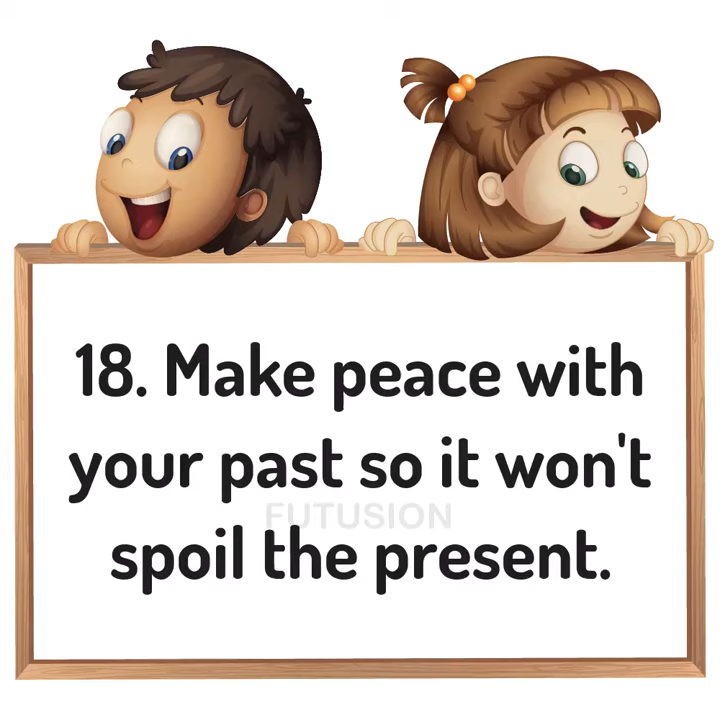 18. Make peace with
your past so it won't
FUTUSION
spoil the present.